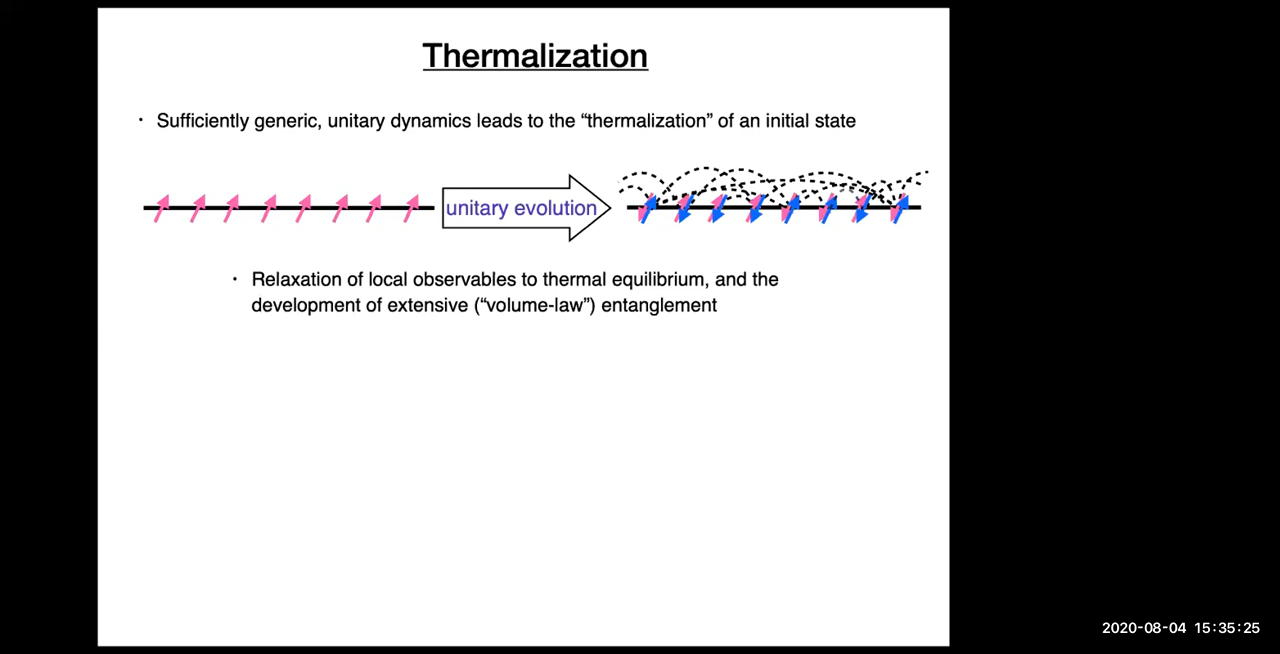 Thermalization
· Sufficiently generic, unitary dynamics leads to the “thermalization” of an initial state
unitary evolution
· Relaxation of local observables to thermal equilibrium, and the
development of extensive (“volume-law”) entanglement
2020-08-04 15:35:25